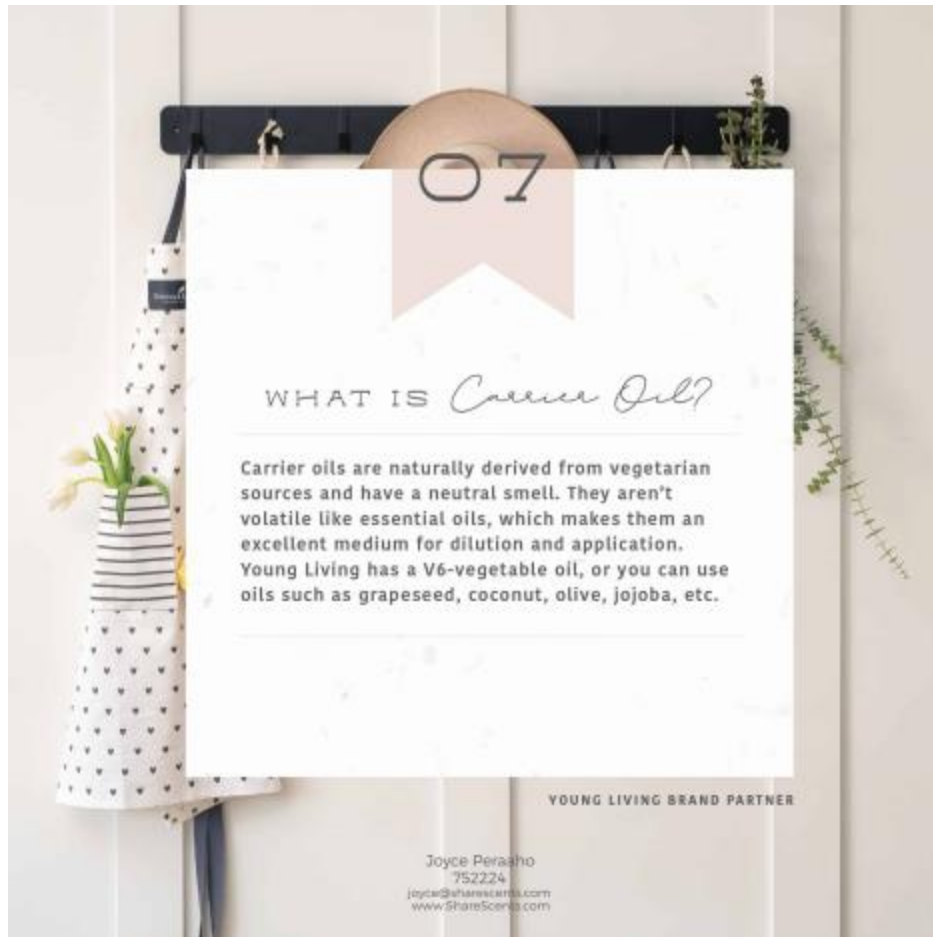 07
WHAT IS Carrier Oil?
Carrier oils are naturally derived from vegetarian
sources and have a neutral smell. They aren't
volatile like essential oils, which makes them an
excellent medium for dilution and application.
Young Living has a V6-vegetable oil, or you can use
oils such as grapeseed, coconut, olive, jojoba, etc.
YOUNG LIVING BRAND PARTNER
Joyce Peraaho
752224
joyce@sharescents.com
www.ShareScents.com